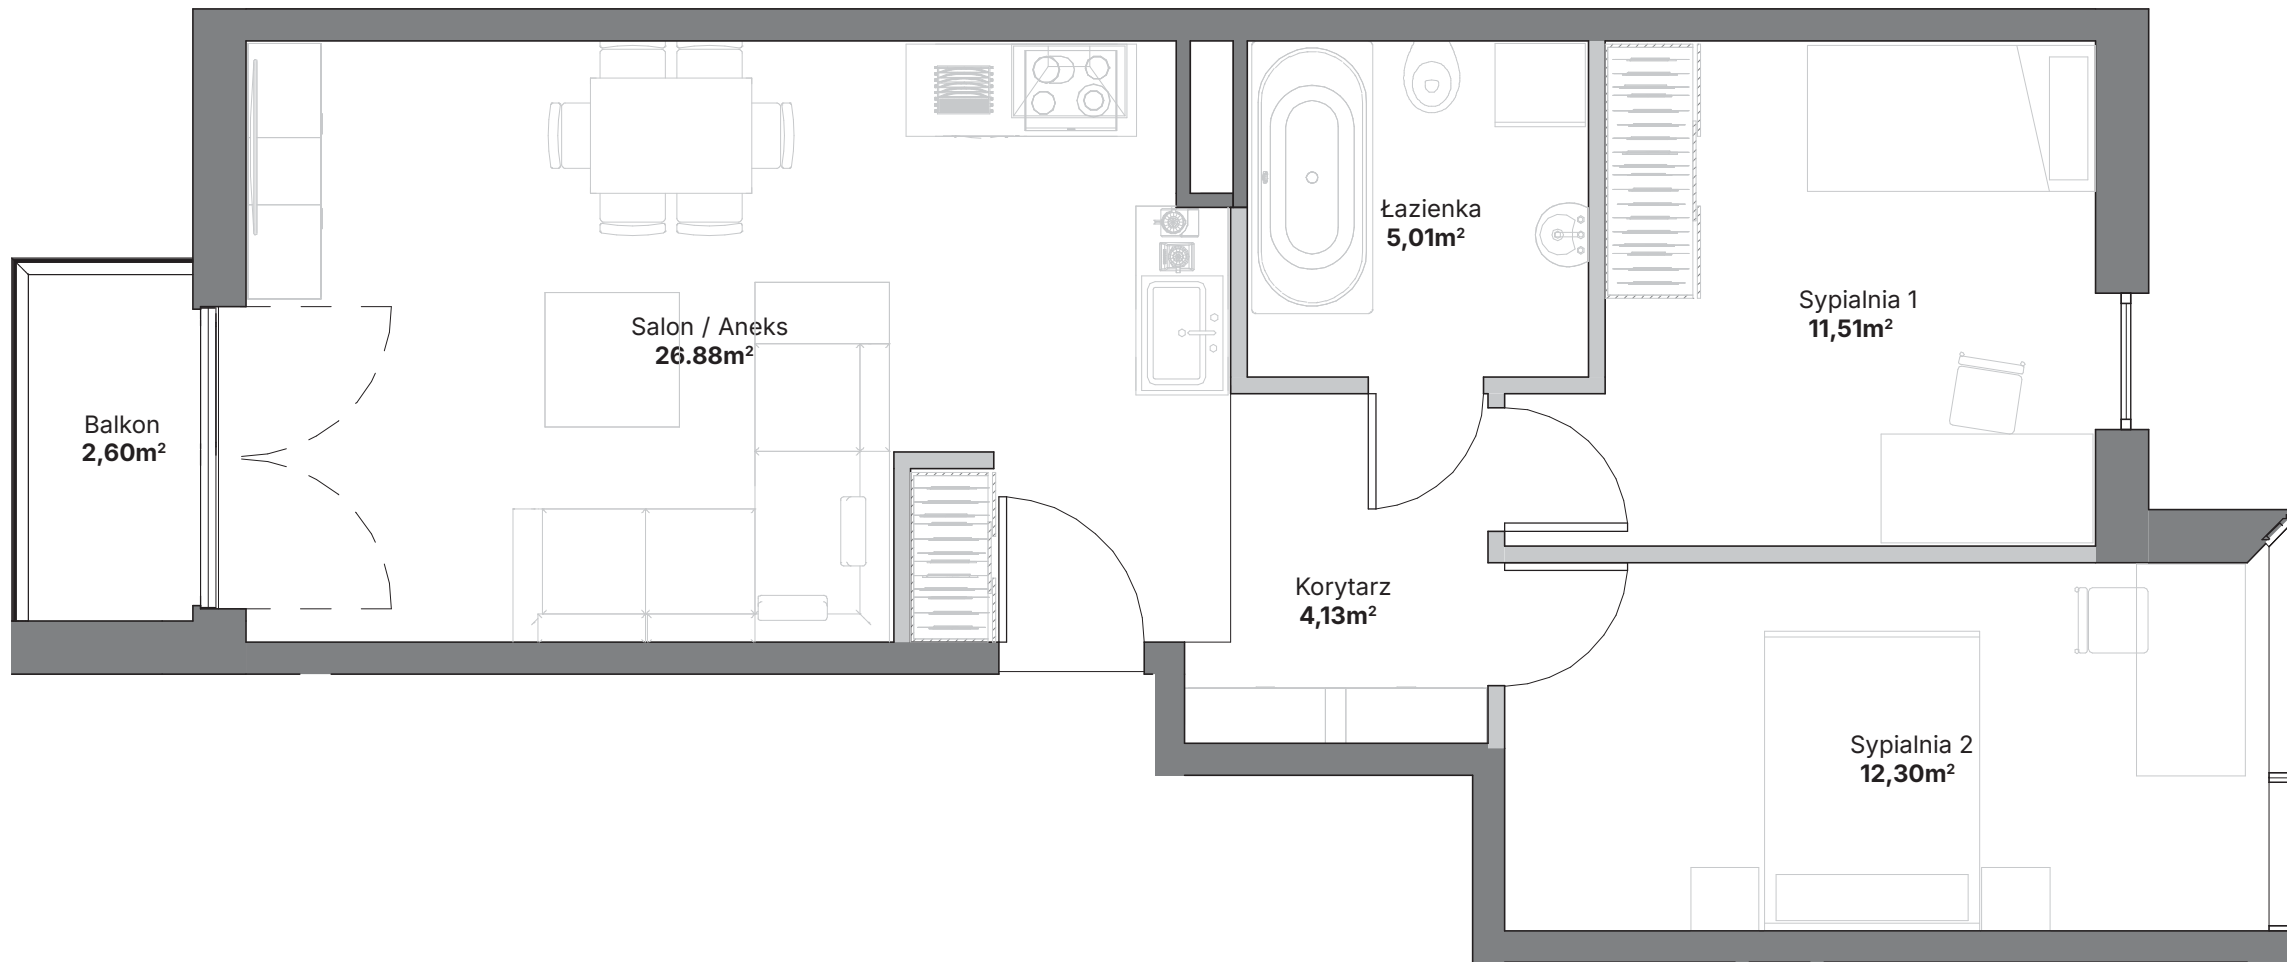 Łazienka
5,01m²
Sypialnia 1
11,51m²
Salon / Aneks
26.88m²
Balkon
2,60m²
Korytarz
4,13m²
Sypialnia 2
12,30m²